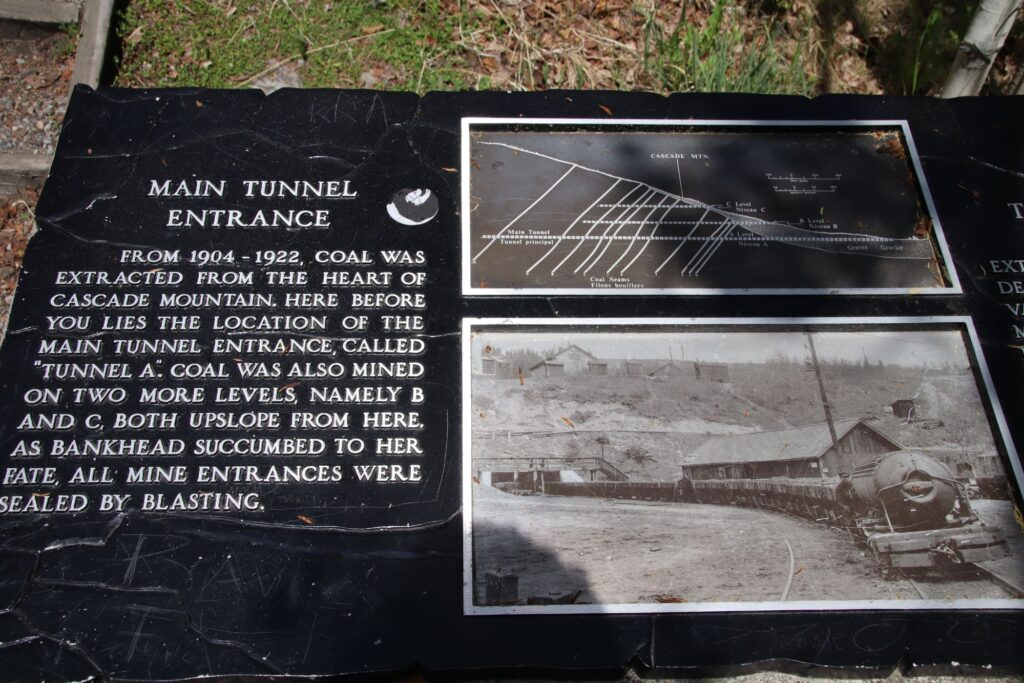 MAIN TUNNEL
ENTRANCE
FROM 1904 - 1922, COAL WAS
EXTRACTED FROM THE HEART OF
CASCADE MOUNTAIN. HERE BEFORE
YOU LIES THE LOCATION OF THE
MAIN TUNNEL ENTRANCE, CALLED
"TUNNEL A". COAL WAS ALSO MINED
ON TWO MORE LEVELS, NAMELY B
AND C, BOTH UPSLOPE FROM HERE.
AS BANKHEAD SUCCUMBED TO HER
FATE, ALL MINE ENTRANCES WERE
SEALED BY BLASTING.
CASCADE MTN.
C Level
Niveau C
B Level
Niveau B
A Level
Niveau A
Main Tunnel
Tunnel principal
Gravel Gravier
Coal Seams
Filons houillers
T
EXT
DE
VA
M